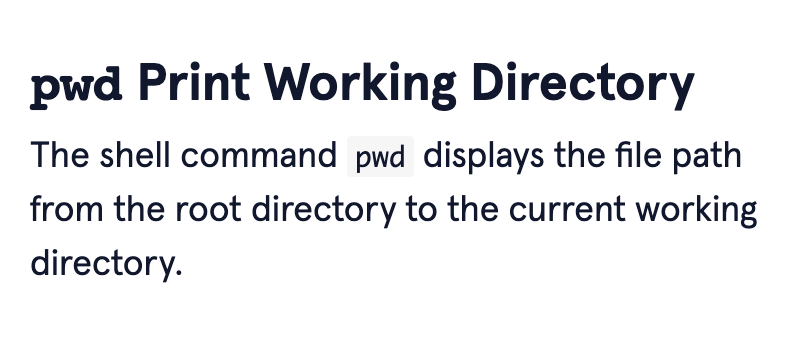 pwd Print Working Directory
The shell command pwd displays the file path
from the root directory to the current working
directory.